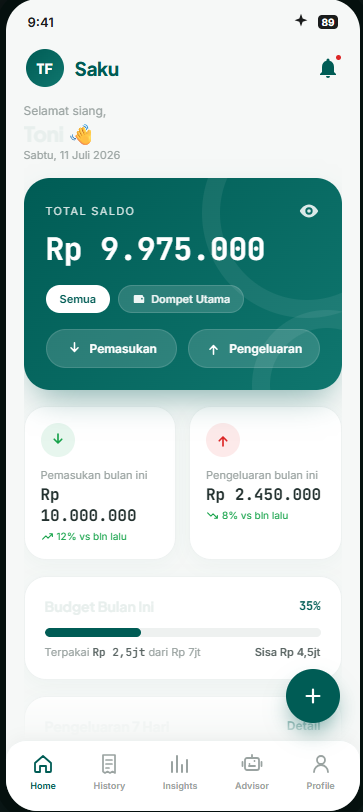 9:41
89
TF
Saku
Selamat siang,
Toni 👋
Sabtu, 11 Juli 2026
TOTAL SALDO
Rp 9.975.000
Semua
Dompet Utama
Pemasukan
Pengeluaran
Pemasukan bulan ini
Rp
10.000.000
12% vs bln lalu
Pengeluaran bulan ini
Rp 2.450.000
8% vs bln lalu
Budget Bulan Ini
35%
Terpakai Rp 2,5jt dari Rp 7jt
Sisa Rp 4,5jt
Pengeluaran 7 Hari
Detail
Home
History
Insights
Advisor
Profile